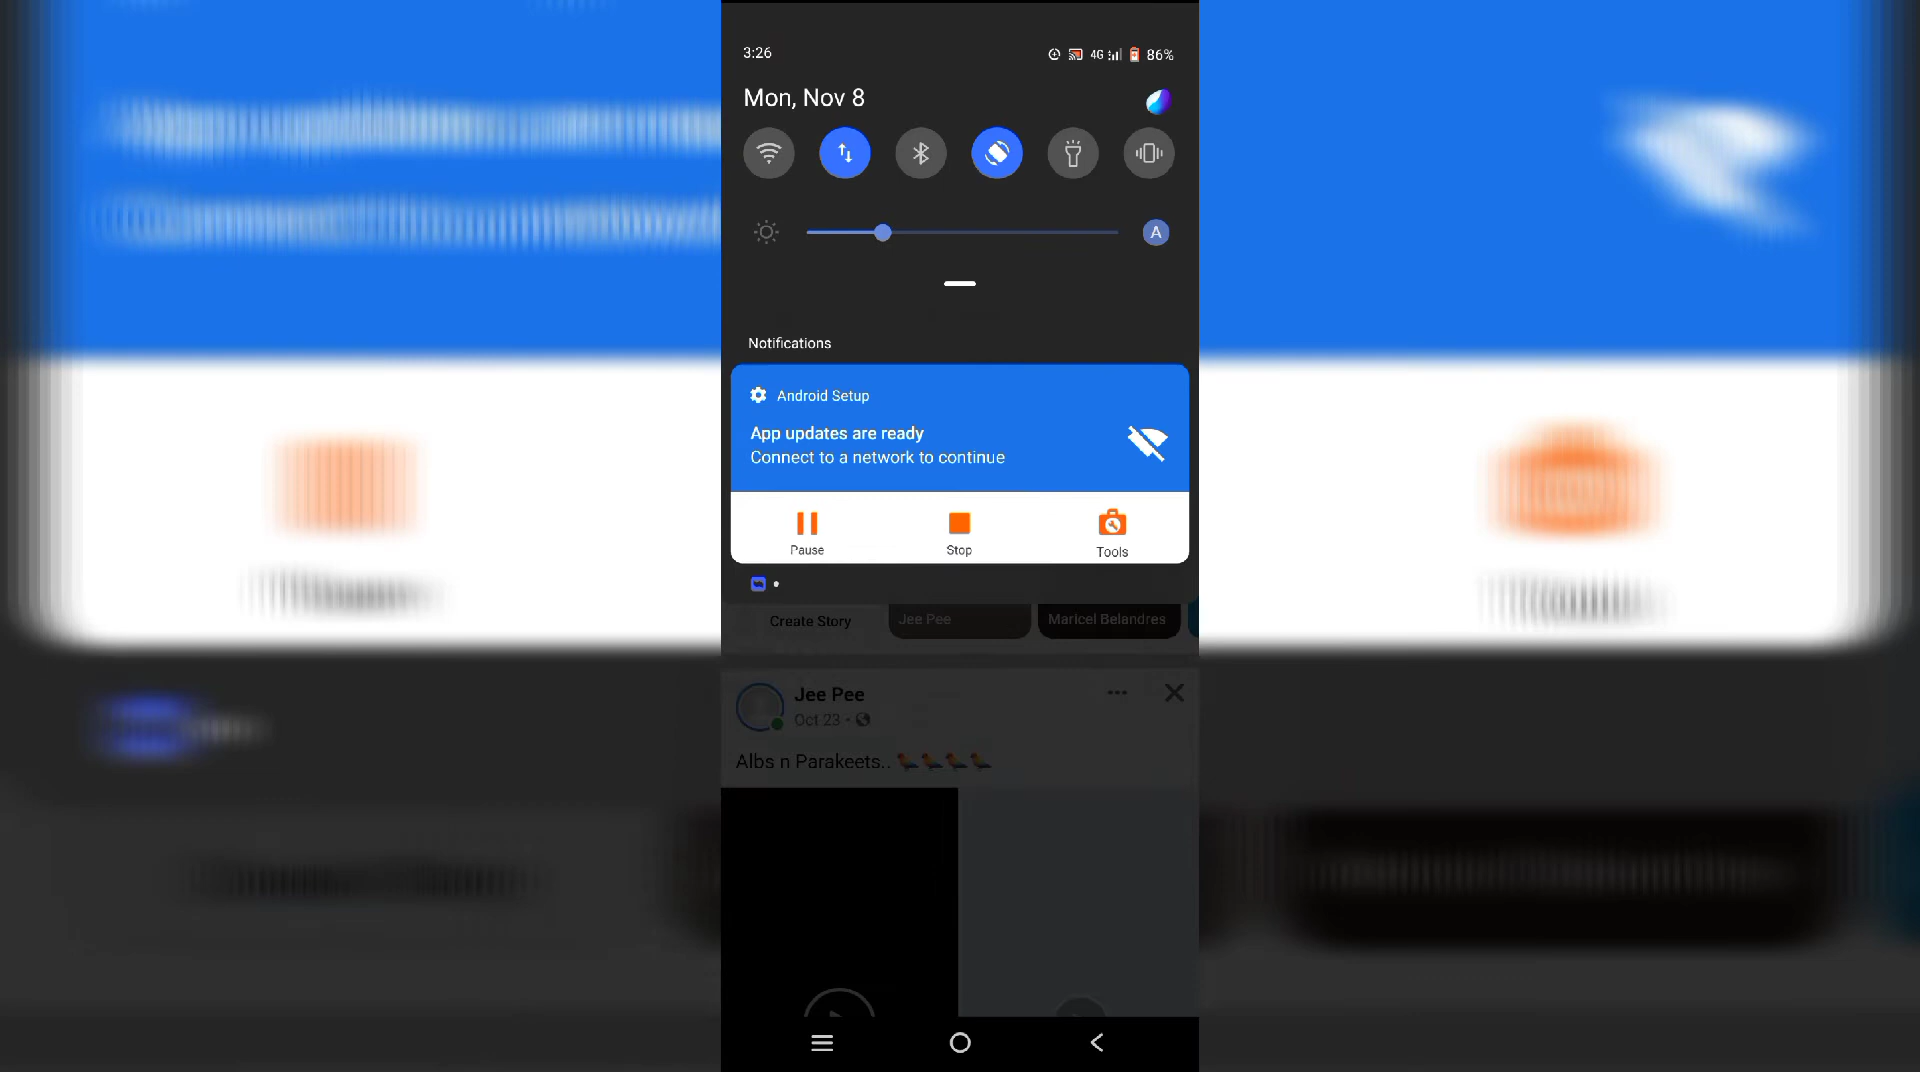 3:26
4G 86%
Mon, Nov 8
A
Notifications
Android Setup
App updates are ready
Connect to a network to continue
Pause
Stop
Tools
Create Story
Jee Pee
Maricel Belandres
Jee Pee
Oct 23
Albs n Parakeets..